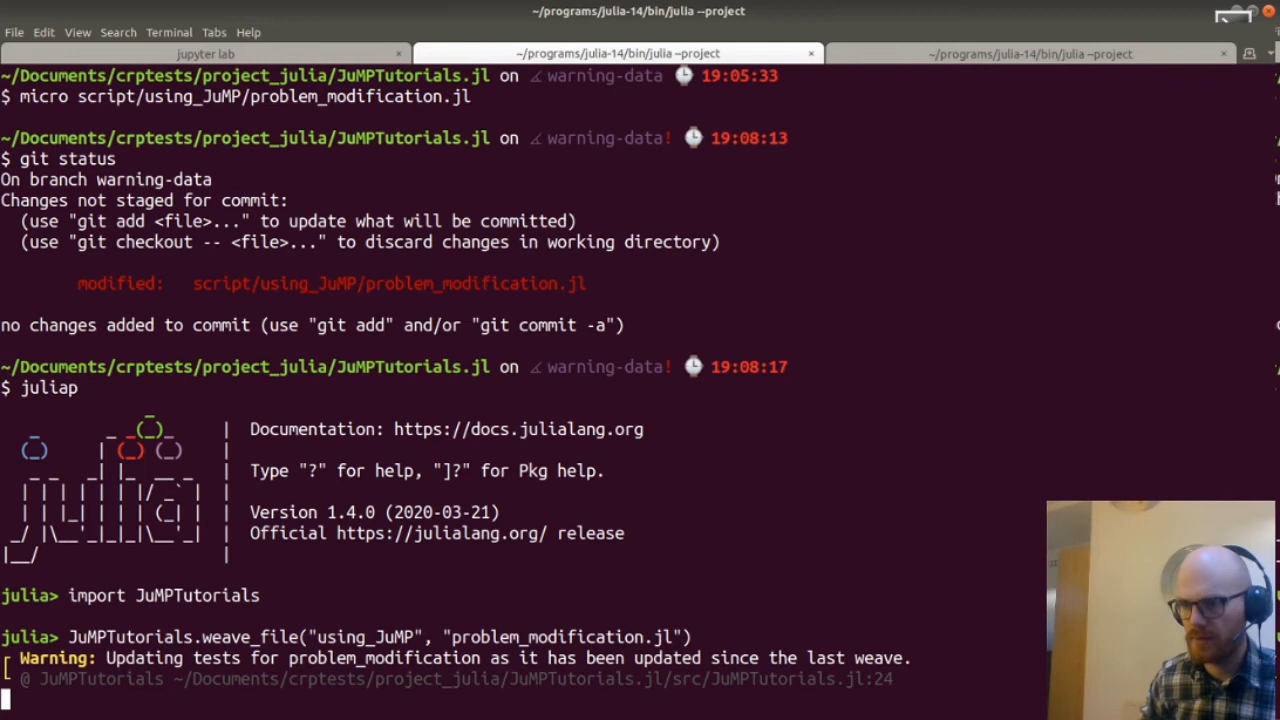 ~/programs/julia-14/bin/julia --project
File Edit View Search Terminal Tabs Help
jupyter lab
~/programs/julia-14/bin/julia --project
~/programs/julia-14/bin/julia --project
~/Documents/crptests/project_julia/JuMPTutorials.jl on warning-data 19:05:33
$ micro script/using_JuMP/problem_modification.jl
~/Documents/crptests/project_julia/JuMPTutorials.jl on warning-data! 19:08:13
$ git status
On branch warning-data
Changes not staged for commit:
(use "git add <file>..." to update what will be committed)
(use "git checkout -- <file>..." to discard changes in working directory)
modified: script/using_JuMP/problem_modification.jl
no changes added to commit (use "git add" and/or "git commit -a")
~/Documents/crptests/project_julia/JuMPTutorials.jl on warning-data! 19:08:17
$ juliap
julia
Documentation: https://docs.julialang.org
Type "?" for help, "]?" for Pkg help.
Version 1.4.0 (2020-03-21)
Official https://julialang.org/ release
julia> import JuMPTutorials
julia> JuMPTutorials.weave_file("using_JuMP", "problem_modification.jl")
[ Warning: Updating tests for problem_modification as it has been updated since the last weave.
@ JuMPTutorials ~/Documents/crptests/project_julia/JuMPTutorials.jl/src/JuMPTutorials.jl:24